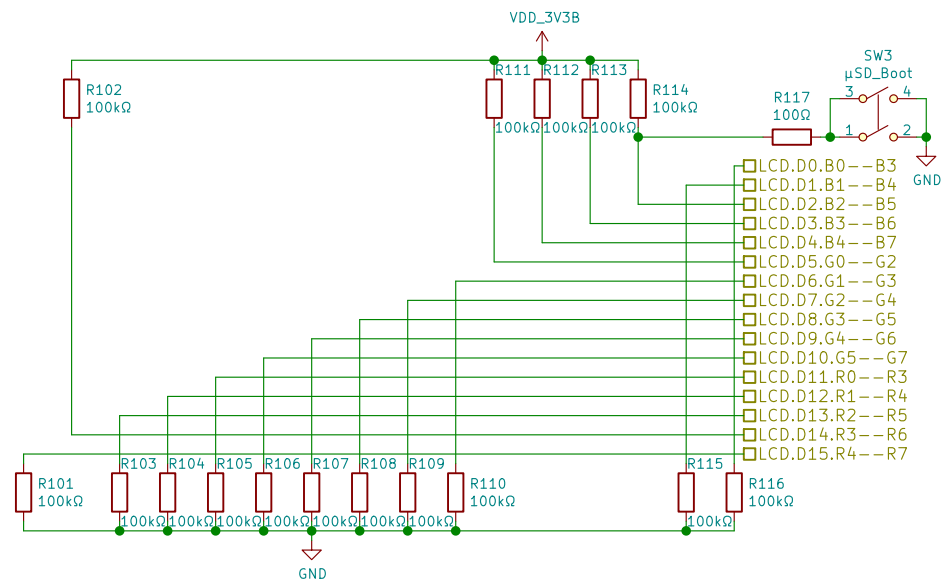 VDD_3V3B
SW3
µSD_Boot
R102
100kΩ
R111
R112
R113
R114
100kΩ
R117
100Ω
3
4
100kΩ
100kΩ
100kΩ
1
2
GND
LCD.D0.B0--B3
LCD.D1.B1--B4
LCD.D2.B2--B5
LCD.D3.B3--B6
LCD.D4.B4--B7
LCD.D5.G0--G2
LCD.D6.G1--G3
LCD.D7.G2--G4
LCD.D8.G3--G5
LCD.D9.G4--G6
LCD.D10.G5--G7
LCD.D11.R0--R3
LCD.D12.R1--R4
LCD.D13.R2--R5
LCD.D14.R3--R6
LCD.D15.R4--R7
R101
100kΩ
R103
R104
R105
R106
R107
R108
R109
R110
100kΩ
R115
R116
100kΩ
100kΩ
100kΩ
100kΩ
100kΩ
100kΩ
100kΩ
100kΩ
100kΩ
GND